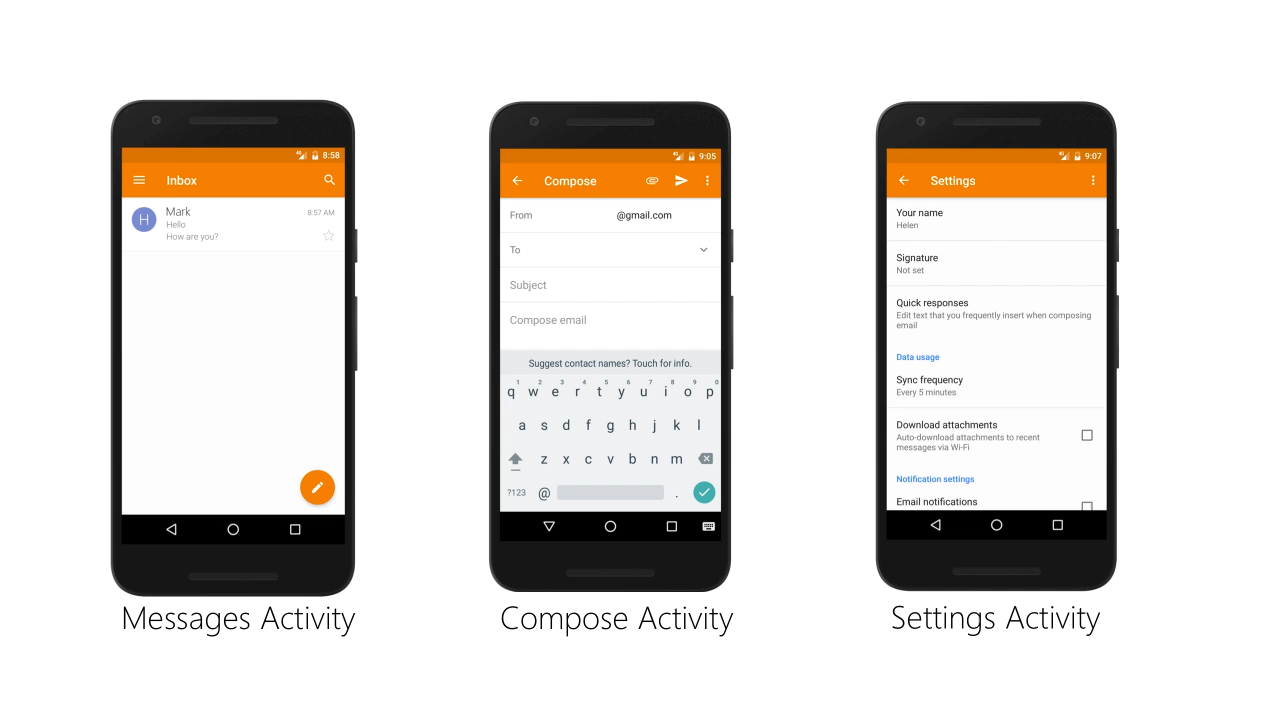 8:58
Inbox
H
Mark
8:57 AM
Hello
How are you?
Messages Activity
9:05
Compose
From
@gmail.com
To
Subject
Compose email
Suggest contact names? Touch for info.
1 2 3 4 5 6 7 8 9 0
q w e r t y u i o p
a s d f g h j k l
z x c v b n m
?123 @ .
Compose Activity
9:07
Settings
Your name
Helen
Signature
Not set
Quick responses
Edit text that you frequently insert when composing
email
Data usage
Sync frequency
Every 5 minutes
Download attachments
Auto-download attachments to recent
messages via Wi-Fi
Notification settings
Email notifications
Settings Activity